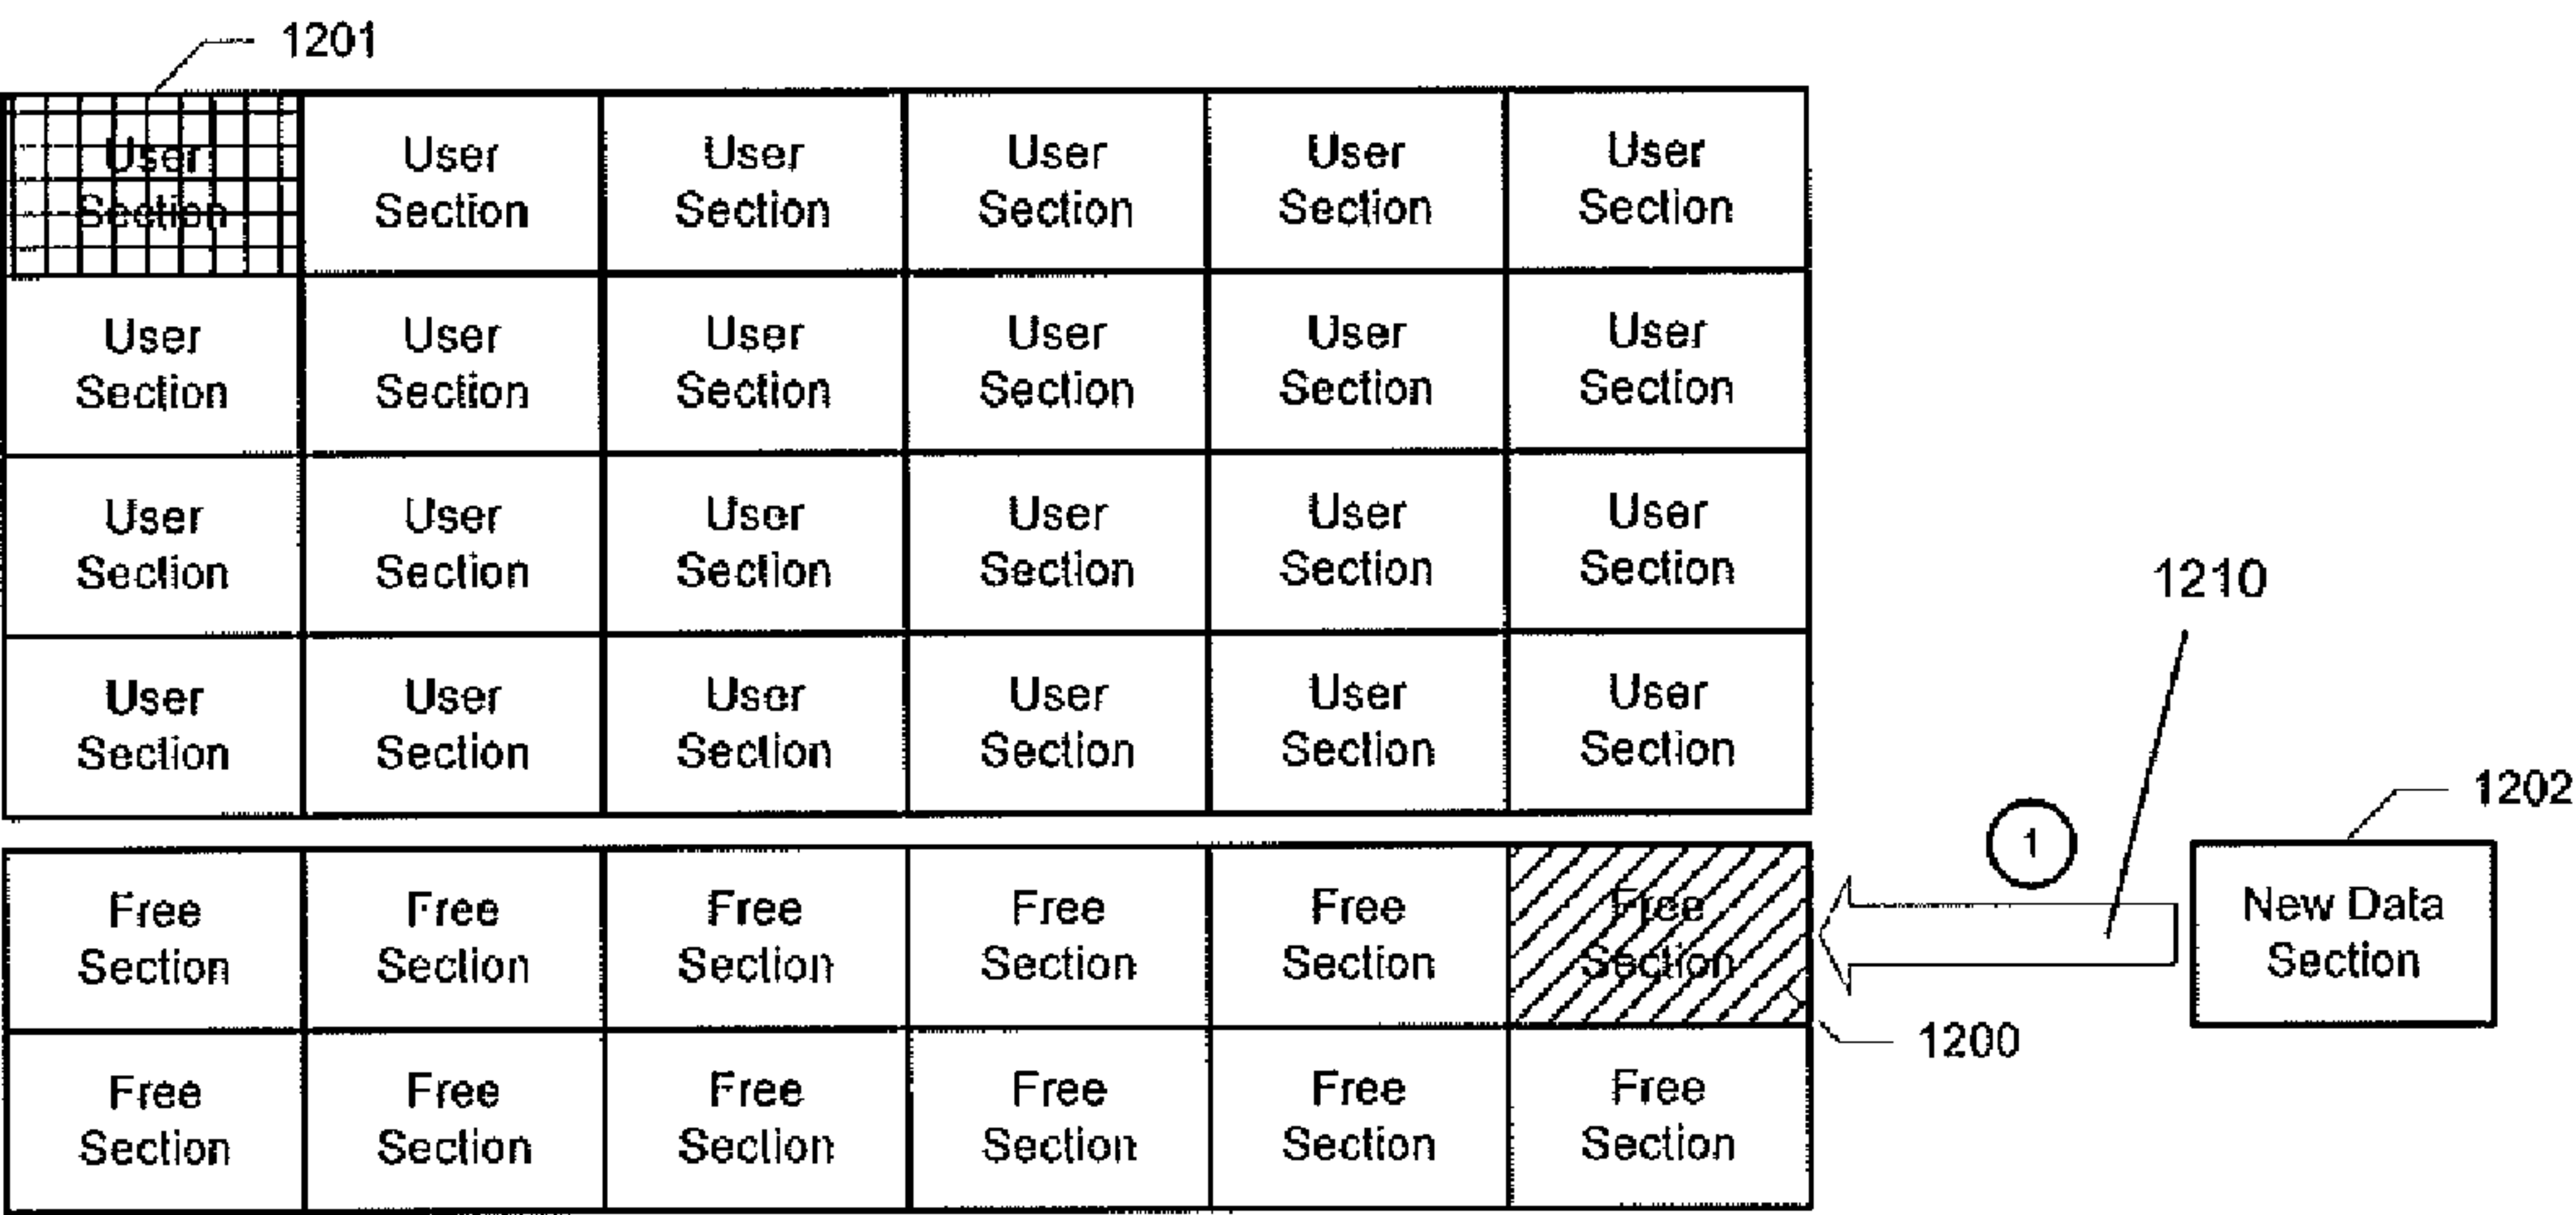 1201
User User User User User User
Section Section Section Section Section Section
User User User User User User
Section Section Section Section Section Section
User User User User User User
Section Section Section Section Section Section
1210
User User User User User User
Section Section Section Section Section Section
1202
1
Free Free Free Free Free Free
Section Section Section Section Section Section
New Data
Section
1200
Free Free Free Free Free Free
Section Section Section Section Section Section